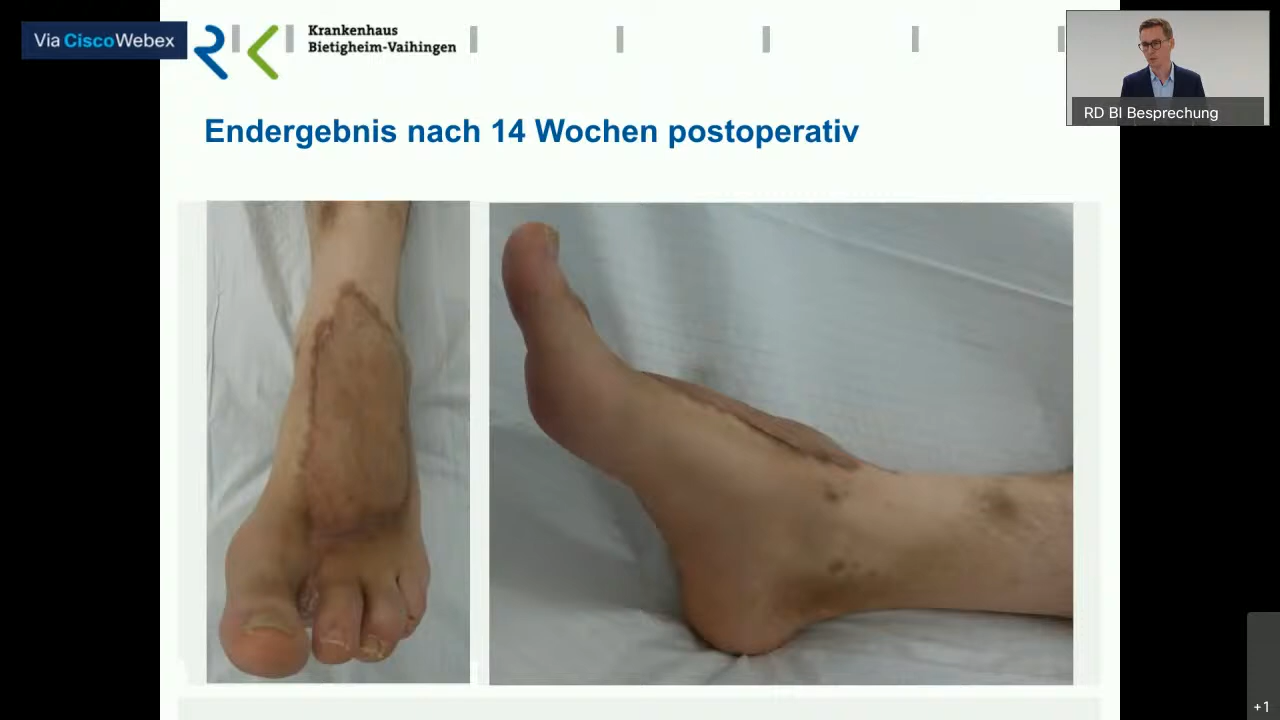 Via Cisco Webex
Krankenhaus
Bietigheim-Vaihingen
RD BI Besprechung
Endergebnis nach 14 Wochen postoperativ
+1